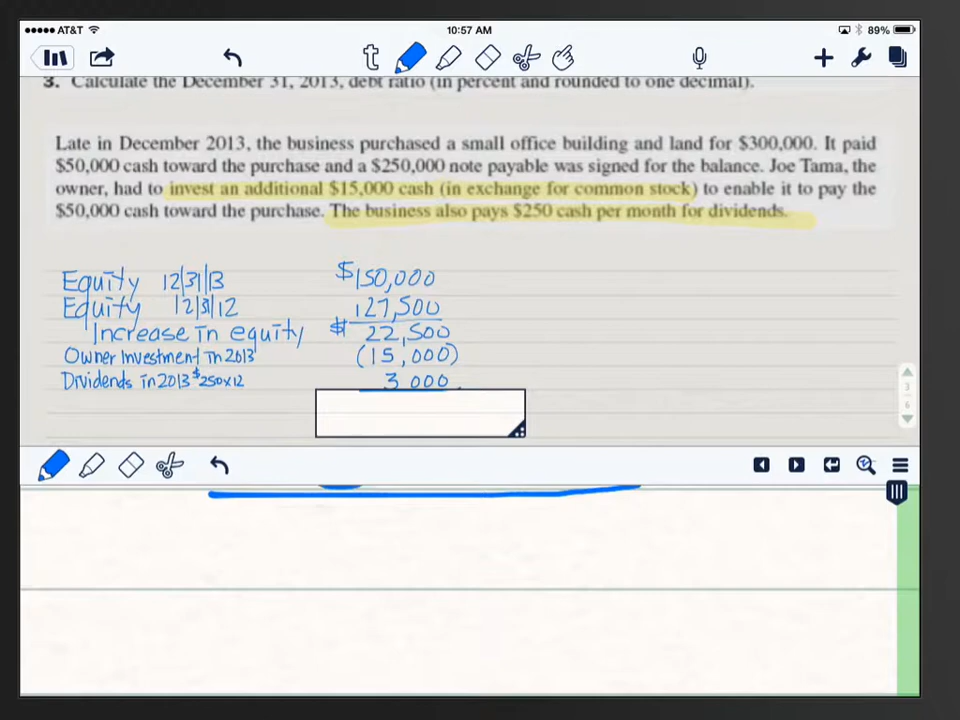 AT&T 10:57 AM 89%
t
3. Calculate the December 31, 2013, debt ratio (in percent and rounded to one decimal).
Late in December 2013, the business purchased a small office building and land for $300,000. It paid
$50,000 cash toward the purchase and a $250,000 note payable was signed for the balance. Joe Tama, the
owner, had to invest an additional $15,000 cash (in exchange for common stock) to enable it to pay the
$50,000 cash toward the purchase. The business also pays $250 cash per month for dividends.
Equity 12/31/13 $150,000
Equity 12/31/12 127,500
Increase in equity $ 22,500
Owner Investment in 2013 (15,000)
Dividends in 2013 $250x12 3 000
3
6